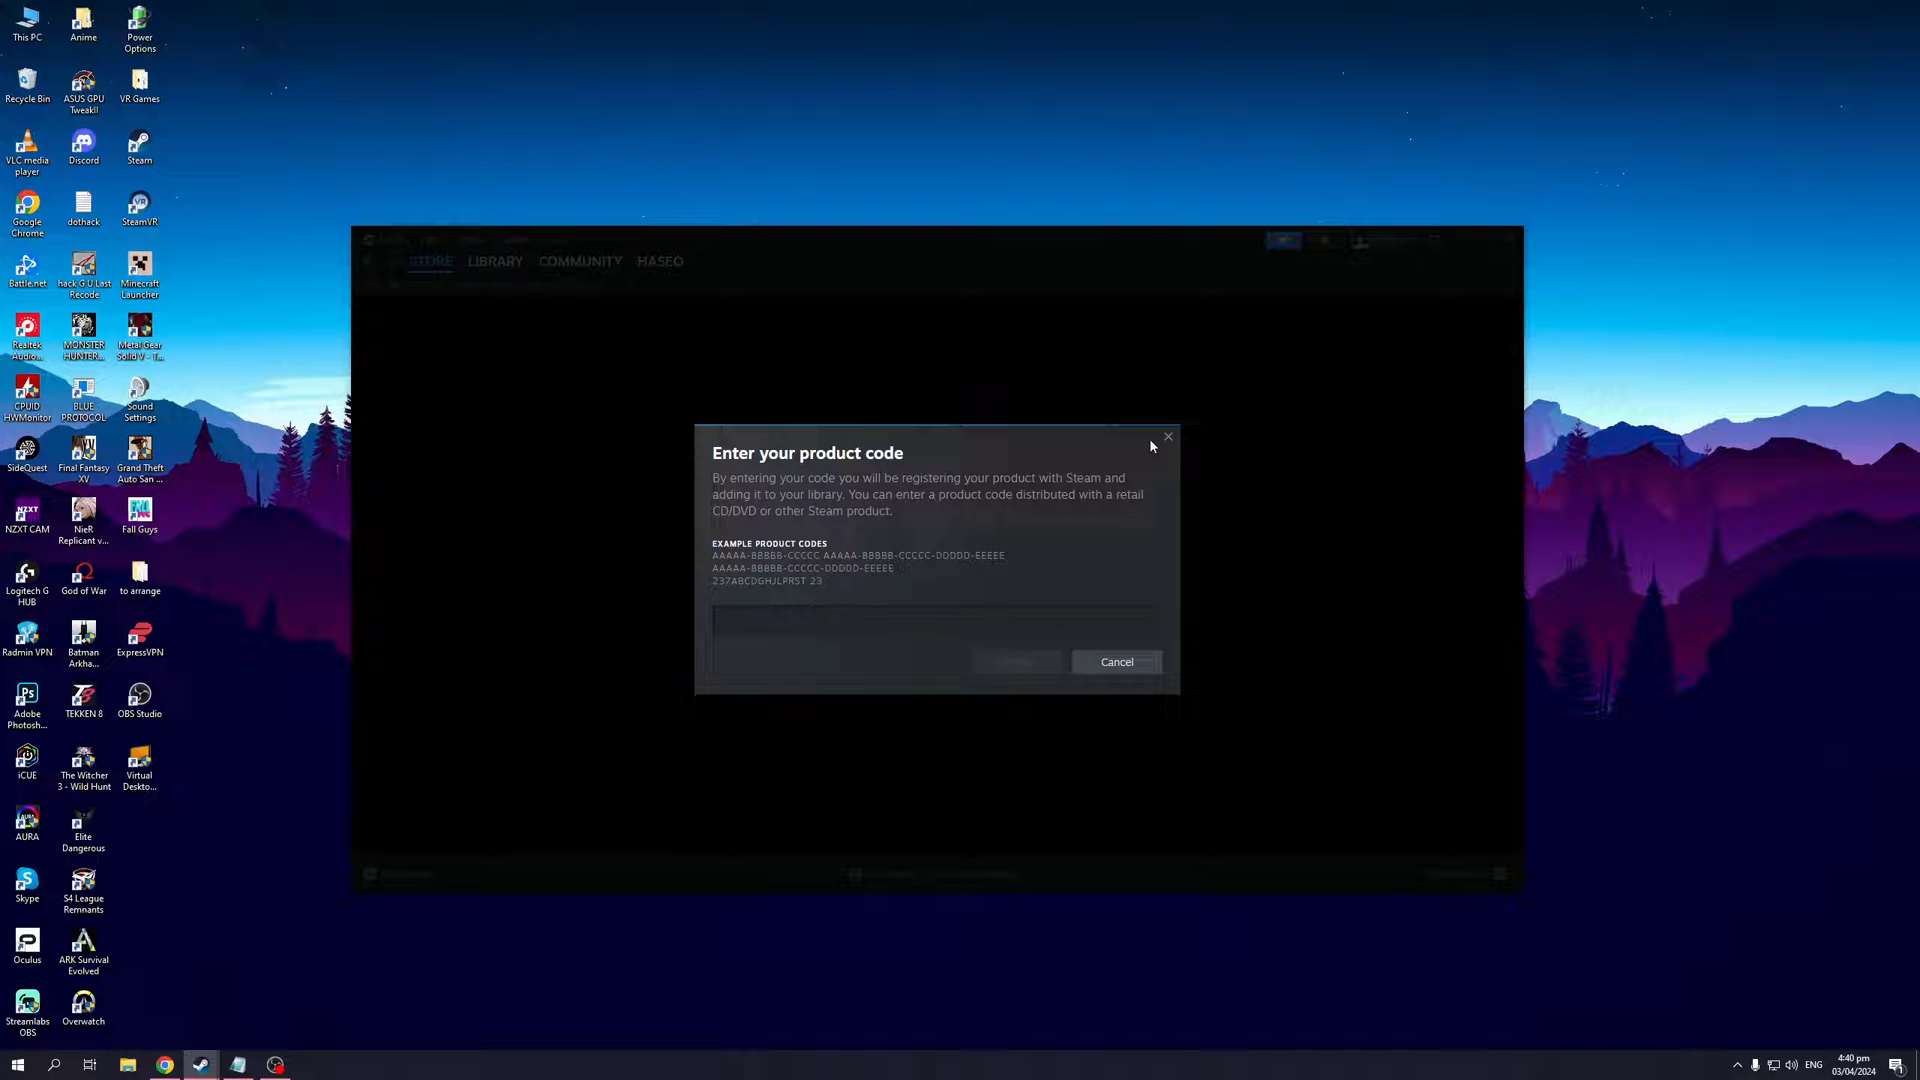 This PC
Anime
Power
Options
Recycle Bin
ASUS GPU
TweakII
VR Games
VLC media
player
Discord
Steam
Google
Chrome
dothack
SteamVR
Battle.net
hack G U Last
Recode
Minecraft
Launcher
Realtek
Audio...
MONSTER
HUNTER...
Metal Gear
Solid V - T...
CPUID
HWMonitor
BLUE
PROTOCOL
Sound
Settings
SideQuest
Final Fantasy
XV
Grand Theft
Auto San ...
NZXT CAM
NieR
Replicant v...
Fall Guys
Logitech G
HUB
God of War
to arrange
Radmin VPN
Batman
Arkha...
ExpressVPN
Adobe
Photosh...
TEKKEN 8
OBS Studio
iCUE
The Witcher
3 - Wild Hunt
Virtual
Deskto...
AURA
Elite
Dangerous
Skype
S4 League
Remnants
Oculus
ARK Survival
Evolved
Streamlabs
OBS
Overwatch
STORE LIBRARY COMMUNITY HASEO
Enter your product code
By entering your code you will be registering your product with Steam and
adding it to your library. You can enter a product code distributed with a retail
CD/DVD or other Steam product.
EXAMPLE PRODUCT CODES
AAAAA-BBBBB-CCCCC AAAAA-BBBBB-CCCCC-DDDDD-EEEEE
AAAAA-BBBBB-CCCCC-DDDDD-EEEEE
237ABCDGHJLPRST 23
Cancel
ENG
4:40 pm
03/04/2024